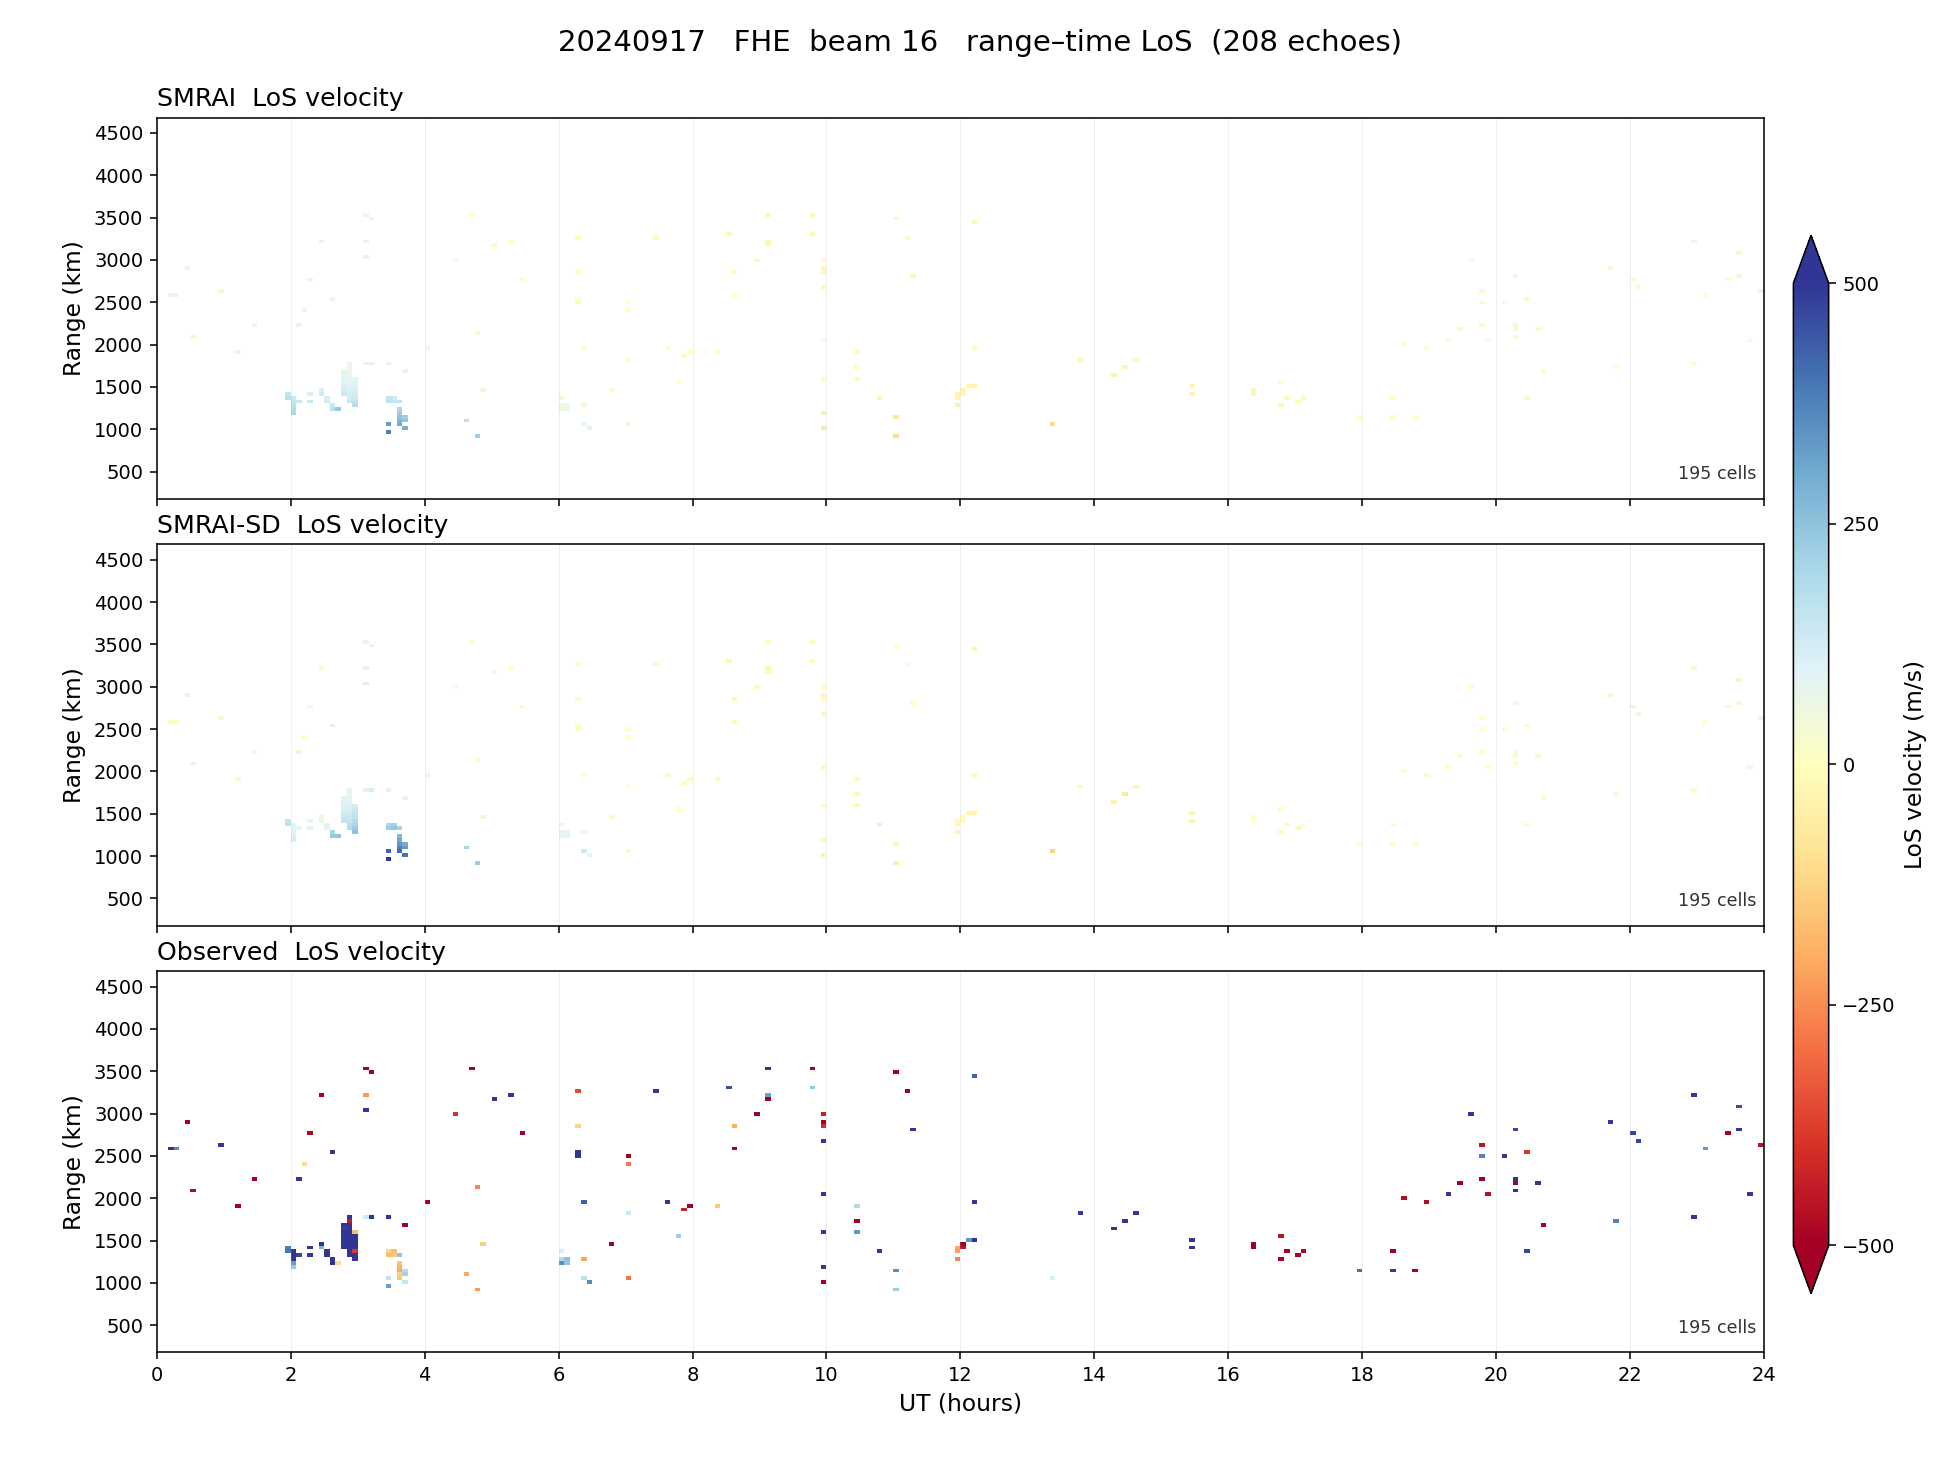 20240917   FHE  beam 16   range–time LoS  (208 echoes)
SMRAI  LoS velocity
4500
4000
3500
3000
2500
2000
1500
1000
500
Range (km)
195 cells
SMRAI-SD  LoS velocity
4500
4000
3500
3000
2500
2000
1500
1000
500
Range (km)
195 cells
Observed  LoS velocity
4500
4000
3500
3000
2500
2000
1500
1000
500
Range (km)
195 cells
0 2 4 6 8 10 12 14 16 18 20 22 24
UT (hours)
500
250
0
−250
−500
LoS velocity (m/s)